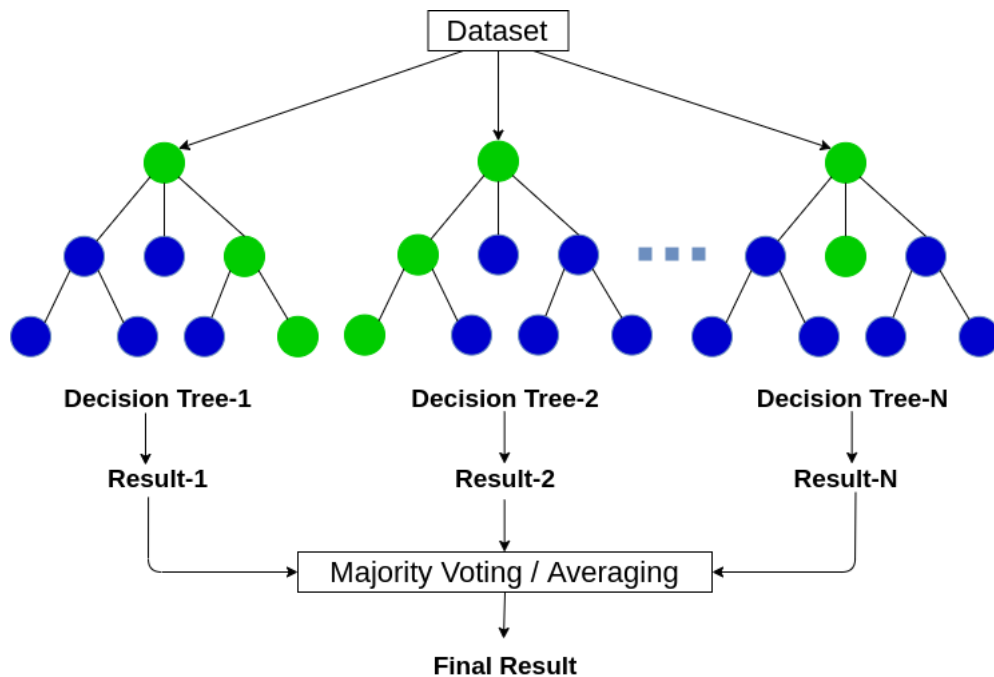 Dataset
Decision Tree-1
Decision Tree-2
Decision Tree-N
Result-1
Result-2
Result-N
Majority Voting / Averaging
Final Result